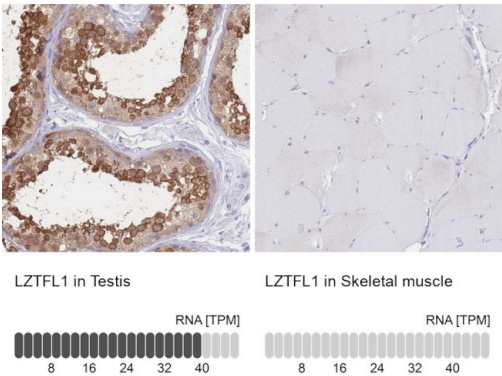 LZTFL1 in Testis
RNA [TPM]
8 16 24 32 40
LZTFL1 in Skeletal muscle
RNA [TPM]
8 16 24 32 40